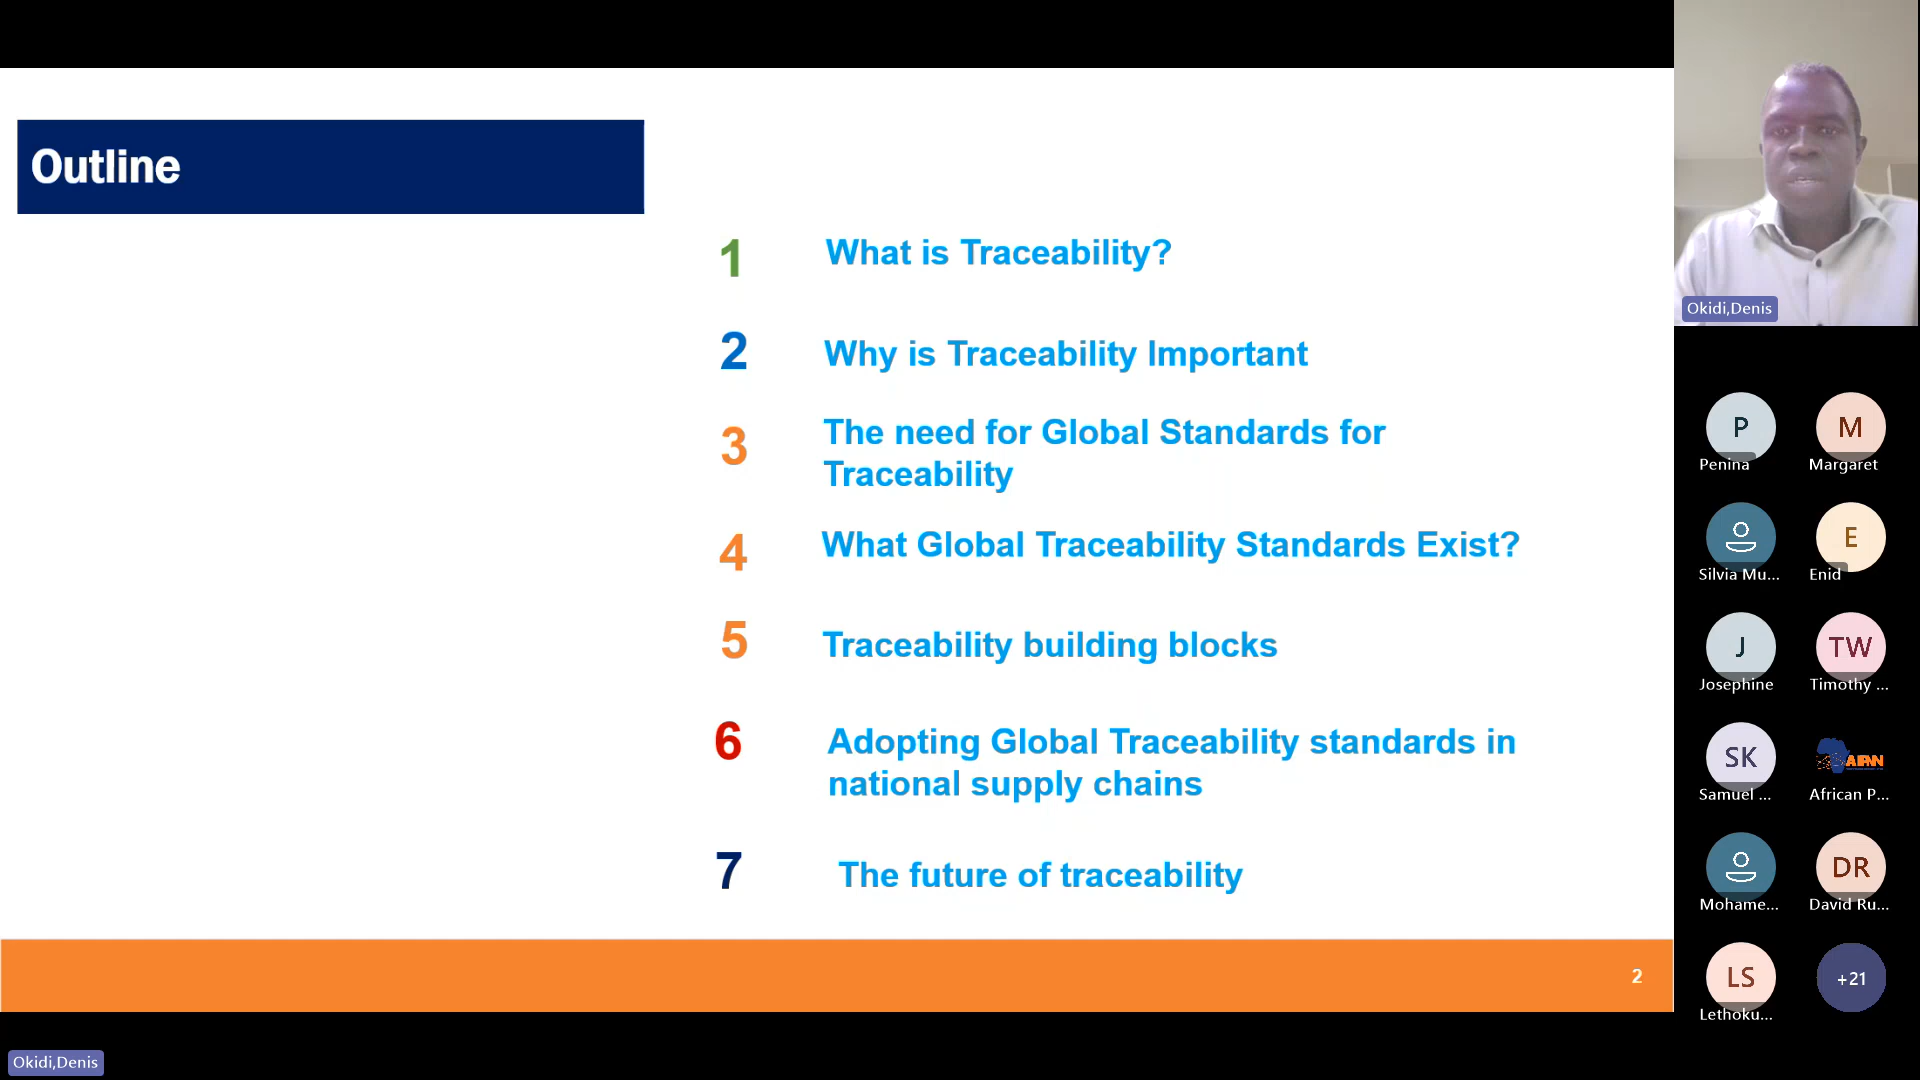 Outline
1
What is Traceability?
2
Why is Traceability Important
3
The need for Global Standards for
Traceability
4
What Global Traceability Standards Exist?
5
Traceability building blocks
6
Adopting Global Traceability standards in
national supply chains
7
The future of traceability
2
Okidi,Denis
Okidi,Denis
P
Penina
M
Margaret
Silvia Mu...
E
Enid
J
Josephine
TW
Timothy ...
SK
Samuel ...
African P...
Mohame...
DR
David Ru...
LS
Lethoku...
+21